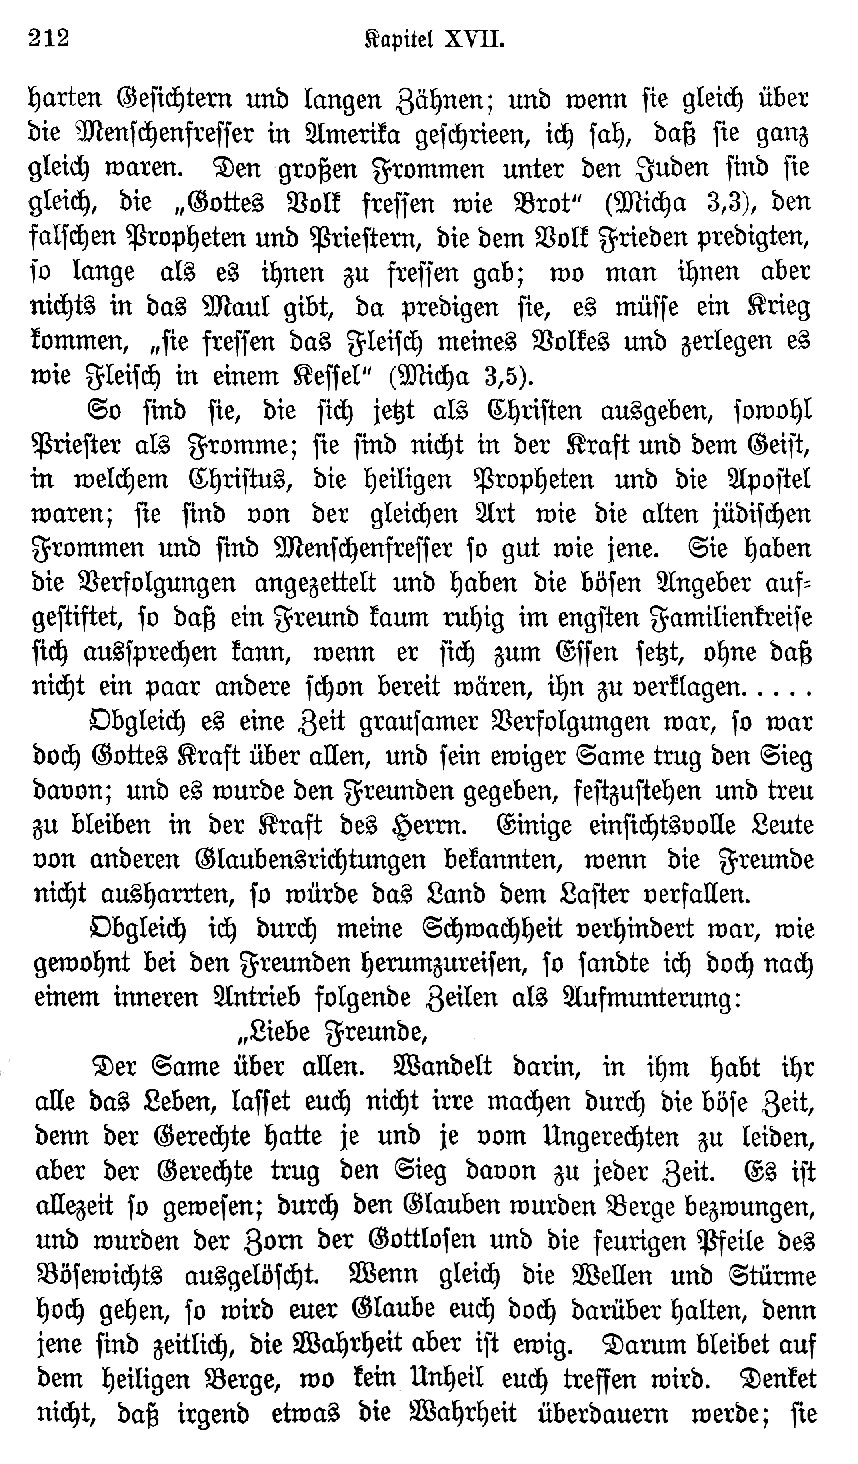 212 Kapitel XVII.
harten Gesichtern und langen Zähnen; und wenn sie gleich über
die Menschenfresser in Amerika geschrieen, ich sah, daß sie ganz
gleich waren. Den großen Frommen unter den Juden sind sie
gleich, die „Gottes Volk fressen wie Brot“ (Micha 3,3), den
falschen Propheten und Priestern, die dem Volk Frieden predigten,
so lange als es ihnen zu fressen gab; wo man ihnen aber
nichts in das Maul gibt, da predigen sie, es müsse ein Krieg
kommen, „sie fressen das Fleisch meines Volkes und zerlegen es
wie Fleisch in einem Kessel“ (Micha 3,5).
So sind sie, die sich jetzt als Christen ausgeben, sowohl
Priester als Fromme; sie sind nicht in der Kraft und dem Geist,
in welchem Christus, die heiligen Propheten und die Apostel
waren; sie sind von der gleichen Art wie die alten jüdischen
Frommen und sind Menschenfresser so gut wie jene. Sie haben
die Verfolgungen angezettelt und haben die bösen Angeber auf-
gestiftet, so daß ein Freund kaum ruhig im engsten Familienkreise
sich aussprechen kann, wenn er sich zum Essen setzt, ohne daß
nicht ein paar andere schon bereit wären, ihn zu verklagen.....
Obgleich es eine Zeit grausamer Verfolgungen war, so war
doch Gottes Kraft über allen, und sein ewiger Same trug den Sieg
davon; und es wurde den Freunden gegeben, festzustehen und treu
zu bleiben in der Kraft des Herrn. Einige einsichtsvolle Leute
von anderen Glaubensrichtungen bekannten, wenn die Freunde
nicht ausharrten, so würde das Land dem Laster verfallen.
Obgleich ich durch meine Schwachheit verhindert war, wie
gewohnt bei den Freunden herumzureisen, so sandte ich doch nach
einem inneren Antrieb folgende Zeilen als Aufmunterung:
„Liebe Freunde,
Der Same über allen. Wandelt darin, in ihm habt ihr
alle das Leben, lasset euch nicht irre machen durch die böse Zeit,
denn der Gerechte hatte je und je vom Ungerechten zu leiden,
aber der Gerechte trug den Sieg davon zu jeder Zeit. Es ist
allezeit so gewesen; durch den Glauben wurden Berge bezwungen,
und wurden der Zorn der Gottlosen und die feurigen Pfeile des
Bösewichts ausgelöscht. Wenn gleich die Wellen und Stürme
hoch gehen, so wird euer Glaube euch doch darüber halten, denn
jene sind zeitlich, die Wahrheit aber ist ewig. Darum bleibet auf
dem heiligen Berge, wo kein Unheil euch treffen wird. Denket
nicht, daß irgend etwas die Wahrheit überdauern werde; sie